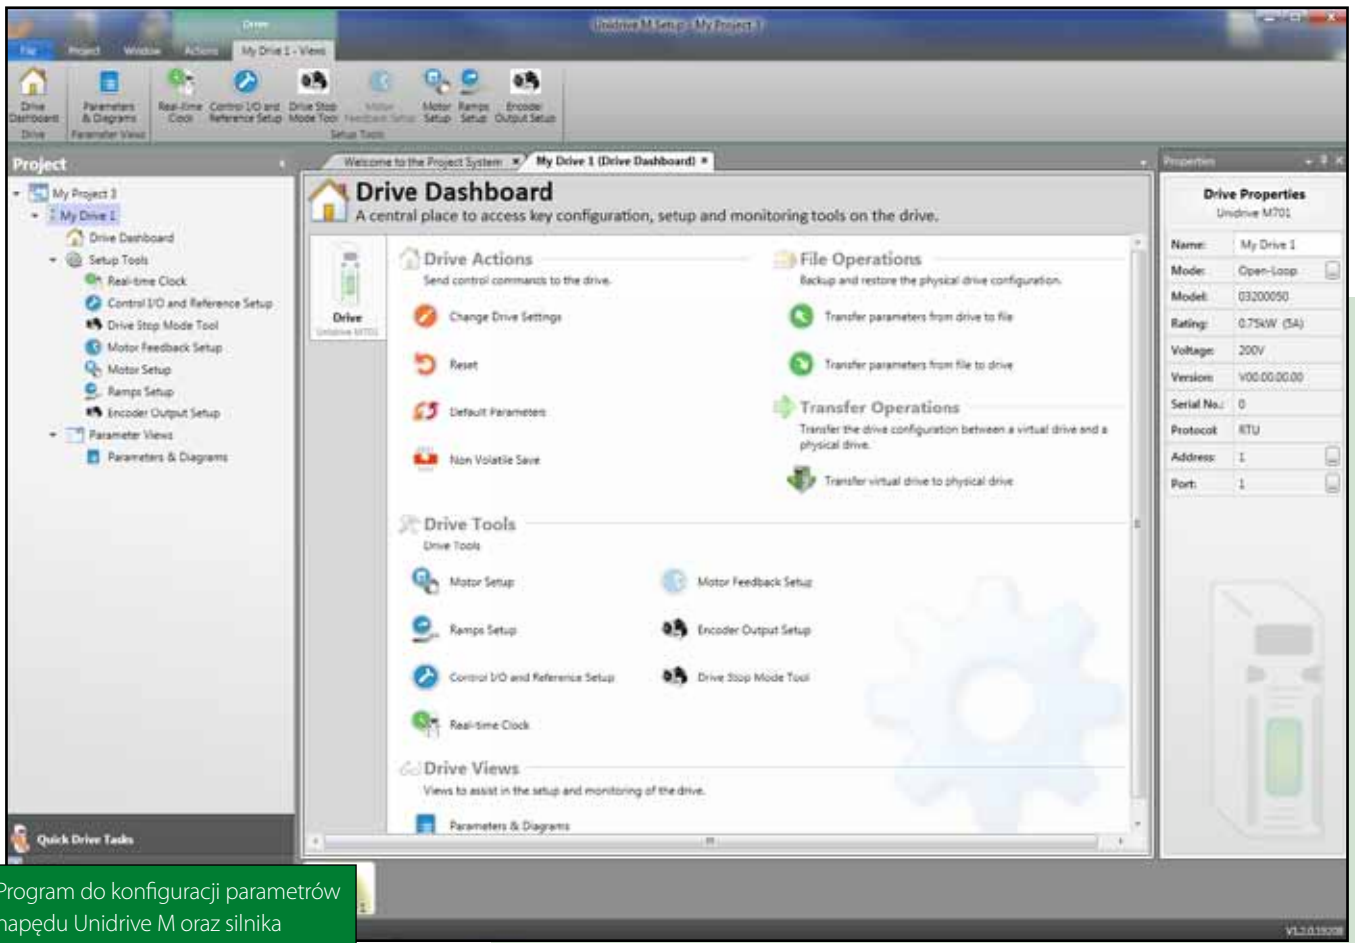 Drive
Unidrive M Setup - My Project 3
File Project Window Actions My Drive 1 - Views
Drive Dashboard
Parameters & Diagrams
Real-time Clock
Control I/O and Reference Setup
Drive Stop Mode Tool
Motor Feedback Setup
Motor Setup
Ramps Setup
Encoder Output Setup
Drive
Parameter Views
Setup Tools
Project
My Project 3
My Drive 1
Drive Dashboard
Setup Tools
Real-time Clock
Control I/O and Reference Setup
Drive Stop Mode Tool
Motor Feedback Setup
Motor Setup
Ramps Setup
Encoder Output Setup
Parameter Views
Parameters & Diagrams
Quick Drive Tasks
Welcome to the Project System
My Drive 1 (Drive Dashboard)
Drive Dashboard
A central place to access key configuration, setup and monitoring tools on the drive.
Drive
Unidrive M701
Drive Actions
Send control commands to the drive.
Change Drive Settings
Reset
Default Parameters
Non Volatile Save
File Operations
Backup and restore the physical drive configuration.
Transfer parameters from drive to file
Transfer parameters from file to drive
Transfer Operations
Transfer the drive configuration between a virtual drive and a
physical drive.
Transfer virtual drive to physical drive
Drive Tools
Drive Tools
Motor Setup
Motor Feedback Setup
Ramps Setup
Encoder Output Setup
Control I/O and Reference Setup
Drive Stop Mode Tool
Real-time Clock
Drive Views
Views to assist in the setup and monitoring of the drive.
Parameters & Diagrams
Properties
Drive Properties
Unidrive M701
Name: My Drive 1
Mode: Open-Loop
Model: 03200050
Rating: 0.75kW (5A)
Voltage: 200V
Version: V00.00.00.00
Serial No.: 0
Protocol: RTU
Address: 1
Port: 1
Program do konfiguracji parametrów
napędu Unidrive M oraz silnika
1
V1.2.0.19208